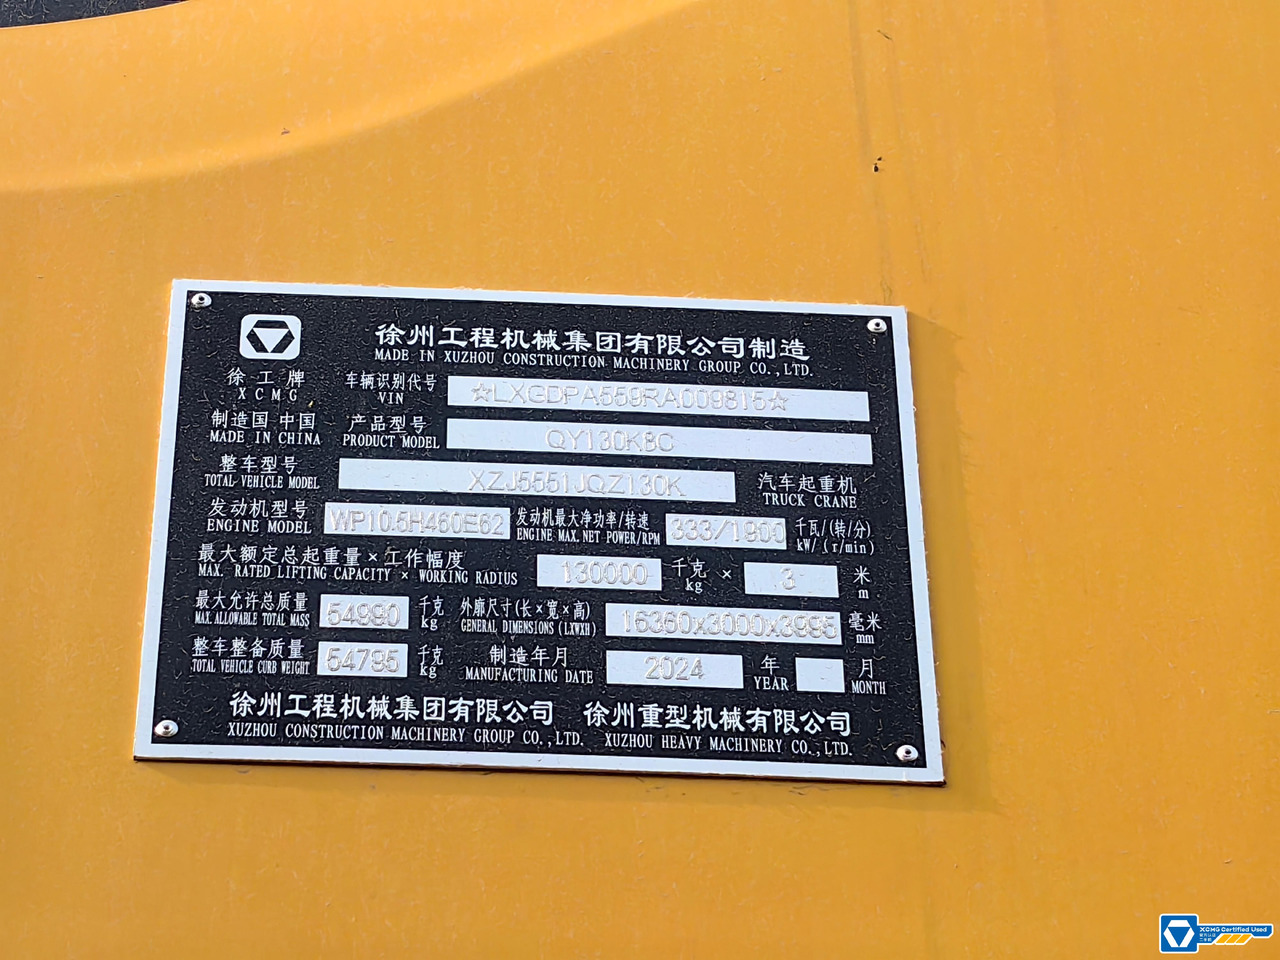 徐州工程机械集团有限公司制造
MADE IN XUZHOU CONSTRUCTION MACHINERY GROUP CO.,LTD.
徐工牌
XCMG
车辆识别代号
VIN
☆LXGDPA559RA009815☆
制造国 中国
MADE IN CHINA
产品型号
PRODUCT MODEL
QY130K8C
整车型号
TOTAL VEHICLE MODEL
XZJ5551JQZ130K
汽车起重机
TRUCK CRANE
发动机型号
ENGINE MODEL
WP10.5H460E62
发动机最大净功率/转速
ENGINE MAX.NET POWER/RPM
333/1900
千瓦/(转/分)
kW/(r/min)
最大额定总起重量×工作幅度
MAX. RATED LIFTING CAPACITY × WORKING RADIUS
130000
千克
kg
×
3
米
m
最大允许总质量
MAX. ALLOWABLE TOTAL MASS
54990
千克
kg
外廓尺寸(长×宽×高)
GENERAL DIMENSIONS (LXWXH)
16360x3000x3995
毫米
mm
整车整备质量
TOTAL VEHICLE CURB WEIGHT
54795
千克
kg
制造年月
MANUFACTURING DATE
2024
年
YEAR
月
MONTH
徐州工程机械集团有限公司 徐州重型机械有限公司
XUZHOU CONSTRUCTION MACHINERY GROUP CO.,LTD. XUZHOU HEAVY MACHINERY CO.,LTD.
XCMG Certified Used